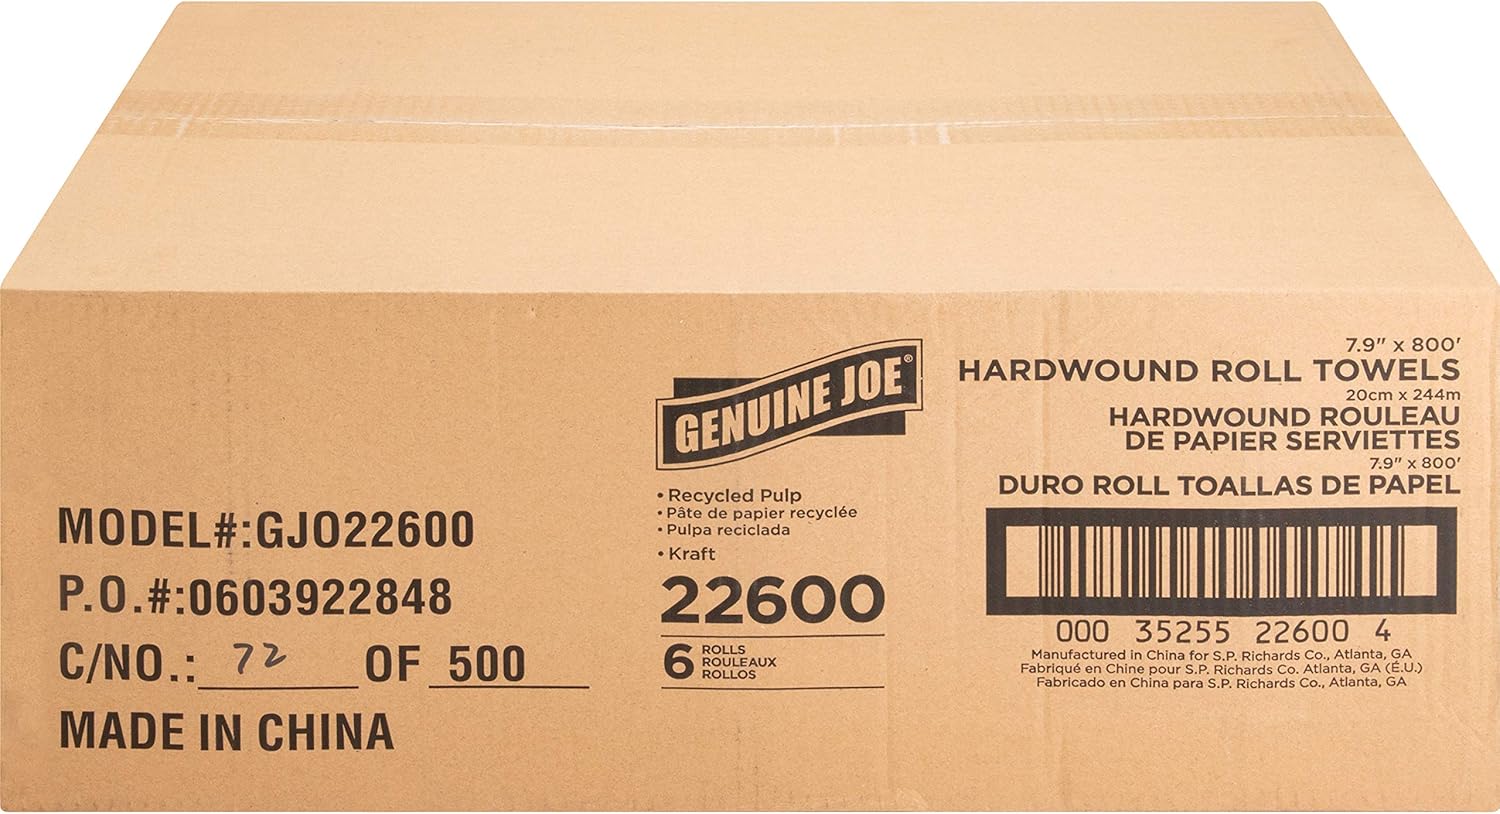 MODEL#:GJO22600
P.O.#:0603922848
C/NO.: 72 OF 500
MADE IN CHINA
GENUINE JOE®
• Recycled Pulp
• Pâte de papier recyclée
• Pulpa reciclada
• Kraft
22600
6 ROLLS
ROULEAUX
ROLLOS
7.9" x 800'
HARDWOUND ROLL TOWELS
20cm x 244m
HARDWOUND ROULEAU
DE PAPIER SERVIETTES
7.9" x 800'
DURO ROLL TOALLAS DE PAPEL
000 35255 22600 4
Manufactured in China for S.P. Richards Co., Atlanta, GA
Fabriqué en Chine pour S.P. Richards Co. Atlanta, GA (É.U.)
Fabricado en China para S.P. Richards Co., Atlanta, GA